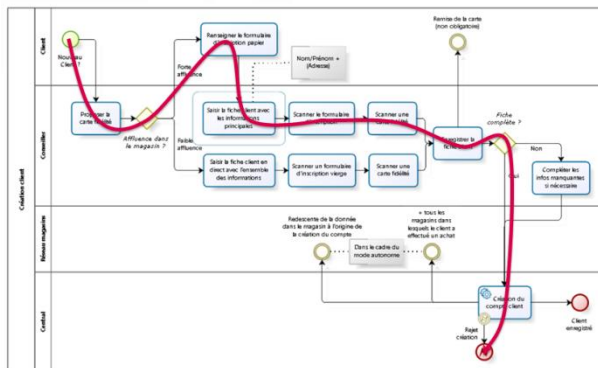 Création client
Client
Conseiller
Réseau magasins
Central
Nouveau
Client ?
Proposer la
carte fidélité
Affluence dans
le magasin ?
Forte
affluence
Faible
affluence
Renseigner le formulaire
d'inscription papier
Nom/Prénom +
(Adresse)
Saisir la fiche client avec
les informations
principales
Scanner le formulaire
Scanner une
carte fidélité
Saisir la fiche client en
direct avec l'ensemble
des informations
Scanner un formulaire
d'inscription vierge
Scanner une
carte fidélité
Remise de la carte
(non obligatoire)
Enregistrer la
Fiche
complète ?
Non
Oui
Compléter les
infos manquantes
si nécessaire
Redescente de la donnée
dans le magasin à l'origine
de la création du compte
Dans le cadre du
mode autonome
+ tous les
magasins dans
lesquels le client a
effectué un achat
Création du
compte client
Rejet
création
Client
enregistré